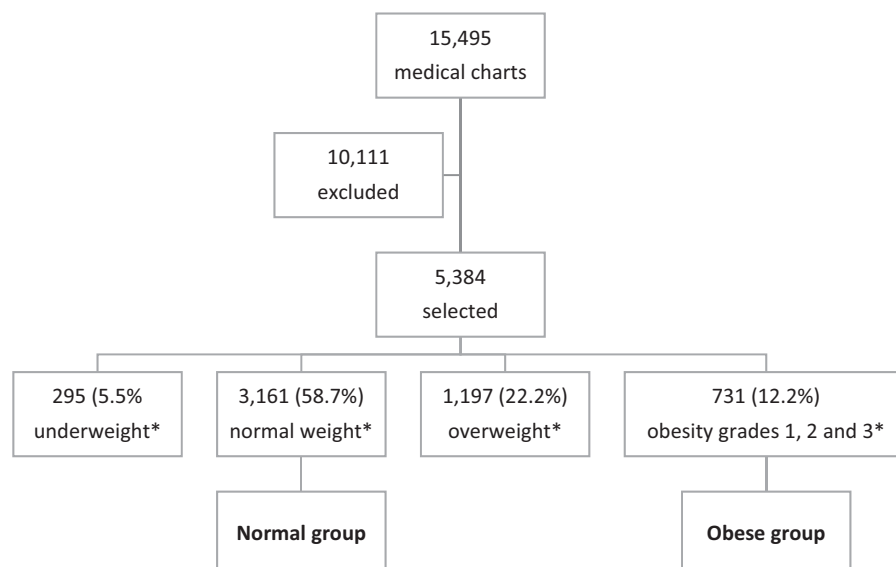 15,495
medical charts
10,111
excluded
5,384
selected
295 (5.5%
underweight*
3,161 (58.7%)
normal weight*
1,197 (22.2%)
overweight*
731 (12.2%)
obesity grades 1, 2 and 3*
Normal group
Obese group